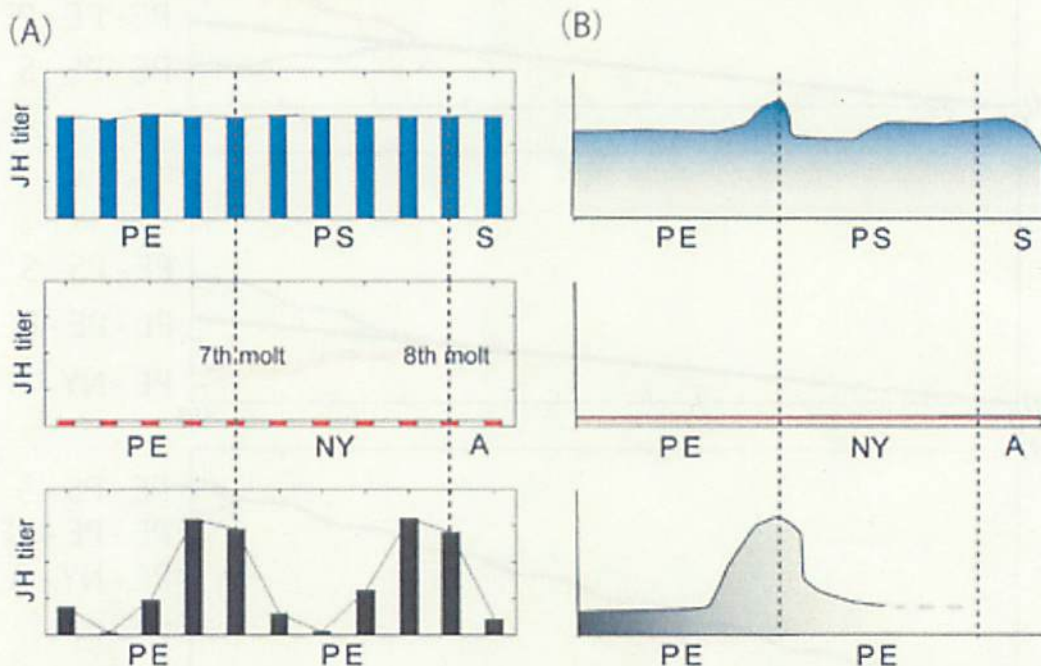 (A)
(B)
JH titer
PE PS S
PE PS S
JH titer
7th molt 8th molt
PE NY A
PE NY A
JH titer
PE PE
PE PE